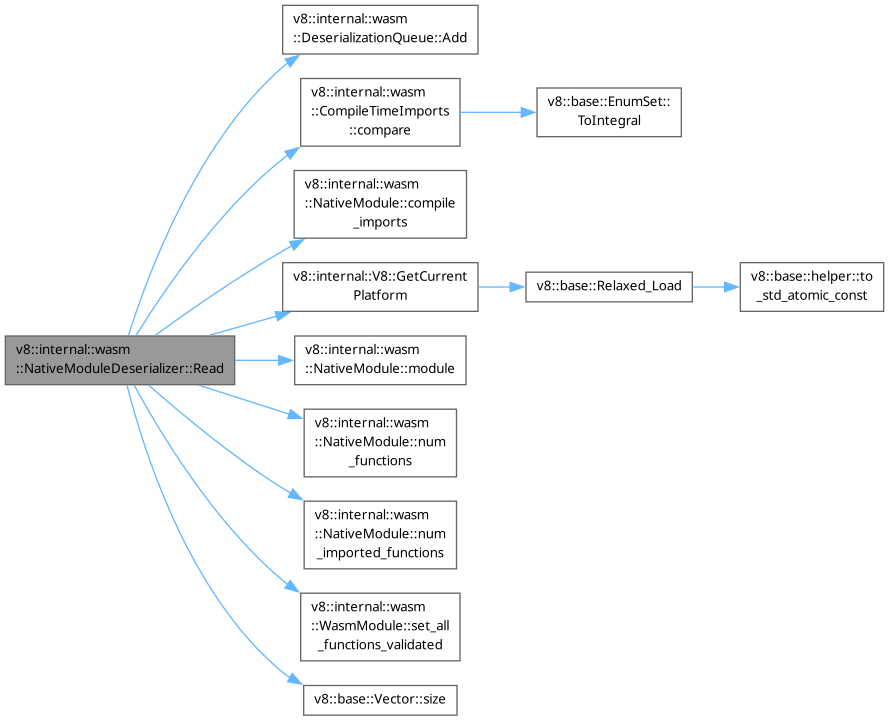 v8::internal::wasm
::NativeModuleDeserializer::Read
v8::internal::wasm
::DeserializationQueue::Add
v8::internal::wasm
::CompileTimeImports
::compare
v8::base::EnumSet::
ToIntegral
v8::internal::wasm
::NativeModule::compile
_imports
v8::internal::V8::GetCurrent
Platform
v8::base::Relaxed_Load
v8::base::helper::to
_std_atomic_const
v8::internal::wasm
::NativeModule::module
v8::internal::wasm
::NativeModule::num
_functions
v8::internal::wasm
::NativeModule::num
_imported_functions
v8::internal::wasm
::WasmModule::set_all
_functions_validated
v8::base::Vector::size